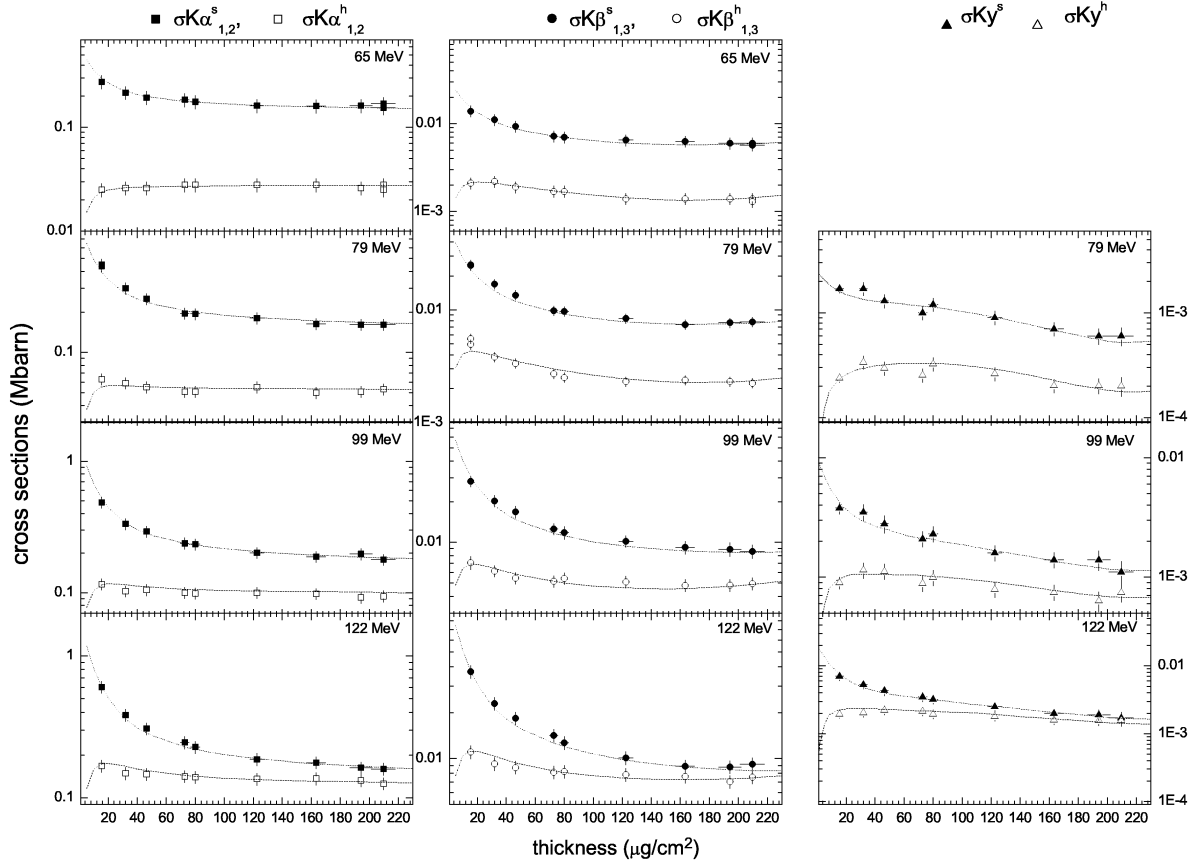 σKα^s_{1,2}, σKα^h_{1,2} σKβ^s_{1,3}, σKβ^h_{1,3} σKy^s σKy^h
65 MeV 65 MeV
0.1 0.01
0.01 1E-3
79 MeV 79 MeV 79 MeV
0.1 0.01 1E-3
1E-3 1E-4
99 MeV 99 MeV 99 MeV
1 0.01
0.1 0.01 1E-3
122 MeV 122 MeV 122 MeV
1 0.01
0.1 0.01 1E-3
1E-4
20 40 60 80 100 120 140 160 180 200 220 20 40 60 80 100 120 140 160 180 200 220 20 40 60 80 100 120 140 160 180 200 220
cross sections (Mbarn)
thickness (μg/cm²)